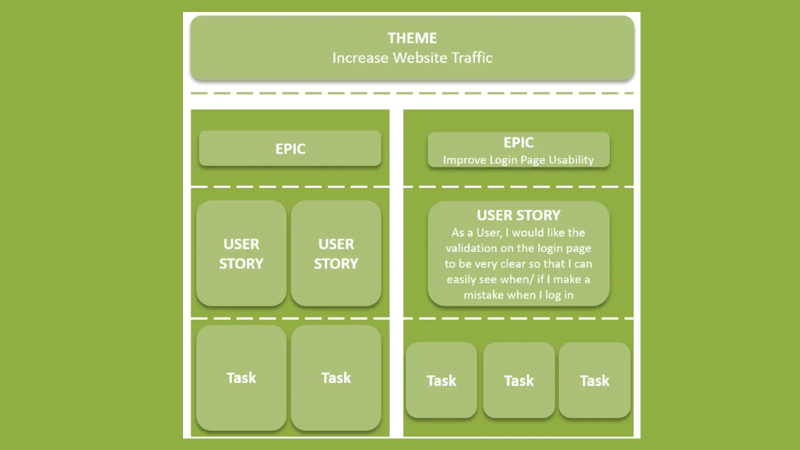 THEME
Increase Website Traffic
EPIC
EPIC
Improve Login Page Usability
USER
STORY
USER
STORY
USER STORY
As a User, I would like the
validation on the login page
to be very clear so that I can
easily see when/ if I make a
mistake when I log in
Task
Task
Task
Task
Task